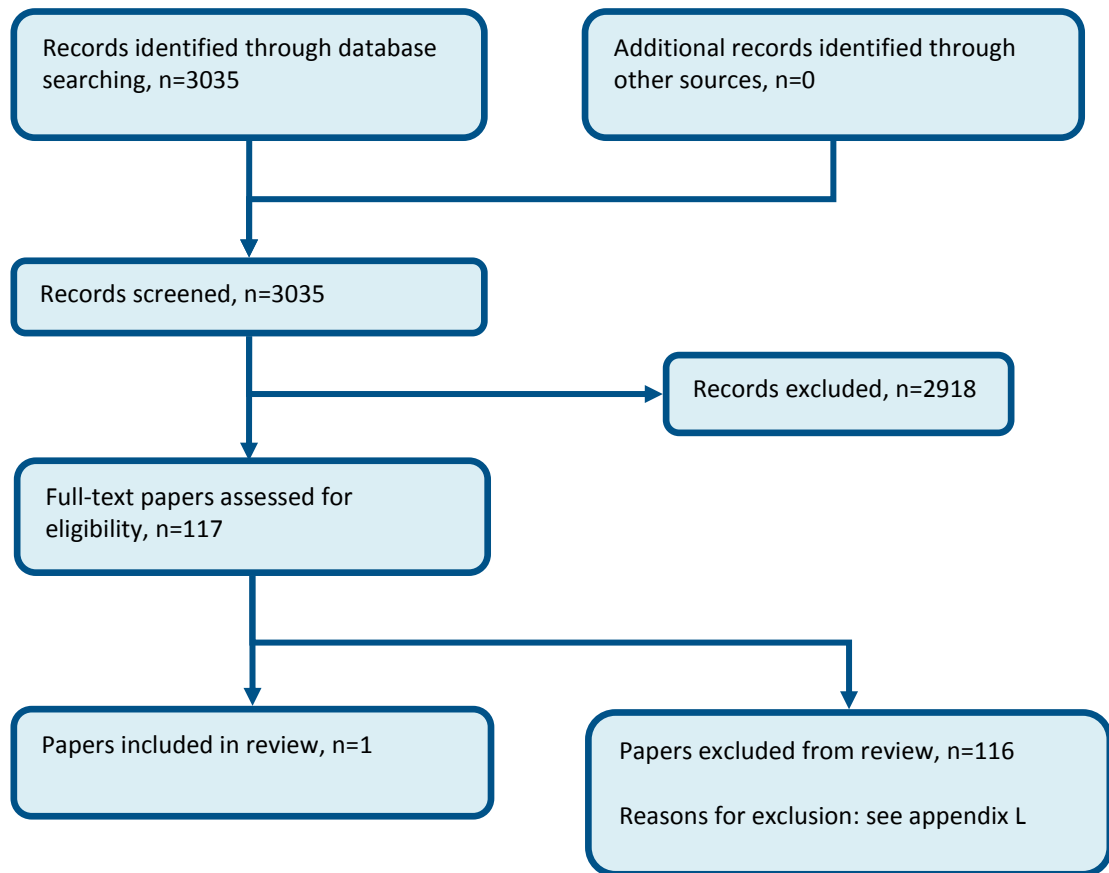 Records identified through database
searching, n=3035
Additional records identified through
other sources, n=0
Records screened, n=3035
Records excluded, n=2918
Full-text papers assessed for
eligibility, n=117
Papers included in review, n=1
Papers excluded from review, n=116
Reasons for exclusion: see appendix L